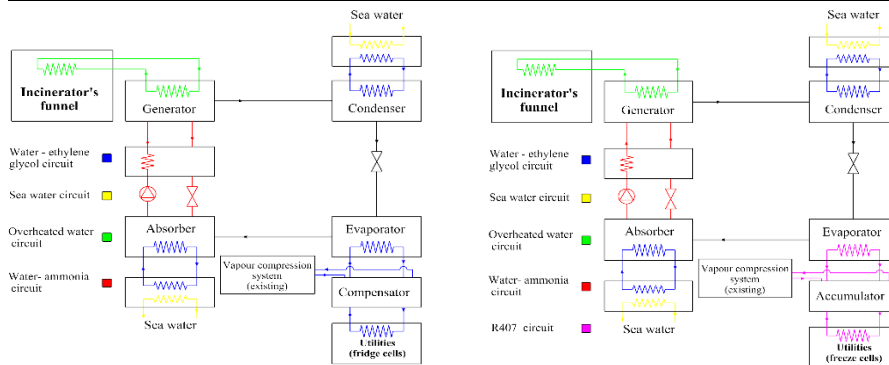 Sea water
Incinerator's
funnel
Generator
Condenser
Water - ethylene
glycol circuit
Sea water circuit
Absorber
Evaporator
Overheated water
circuit
Vapour compression
system
(existing)
Compensator
Water- ammonia
circuit
Sea water
Utilities
(fridge cells)
Sea water
Incinerator's
funnel
Generator
Condenser
Water - ethylene
glycol circuit
Sea water circuit
Absorber
Evaporator
Overheated water
circuit
Vapour compression
system
(existing)
Accumulator
Water- ammonia
circuit
R407 circuit
Sea water
Utilities
(freeze cells)